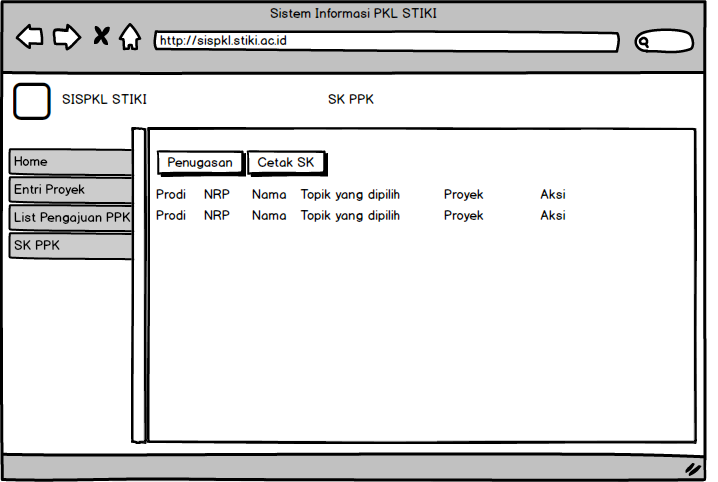 Sistem Informasi PKL STIKI
http://sispkl.stiki.ac.id
SISPKL STIKI SK PPK
Home
Entri Proyek
List Pengajuan PPK
SK PPK
Penugasan Cetak SK
Prodi NRP Nama Topik yang dipilih Proyek Aksi
Prodi NRP Nama Topik yang dipilih Proyek Aksi